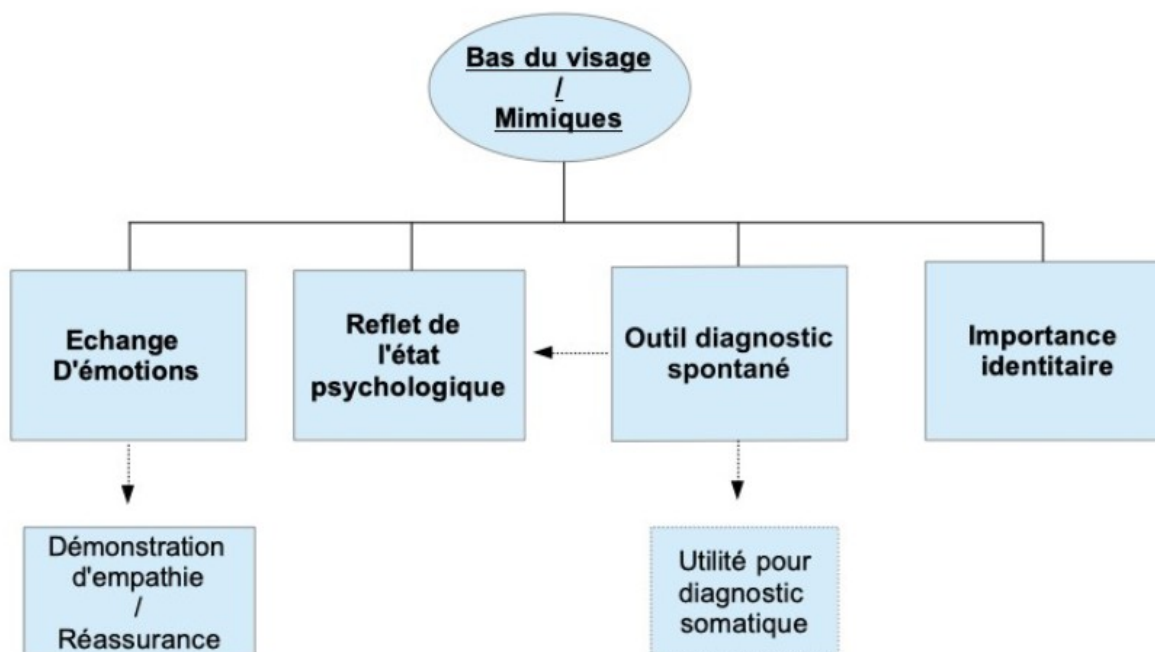 Bas du visage
/
Mimiques
Echange
D'émotions
Reflet de
l'état
psychologique
Outil diagnostic
spontané
Importance
identitaire
Démonstration
d'empathie
/
Réassurance
Utilité pour
diagnostic
somatique